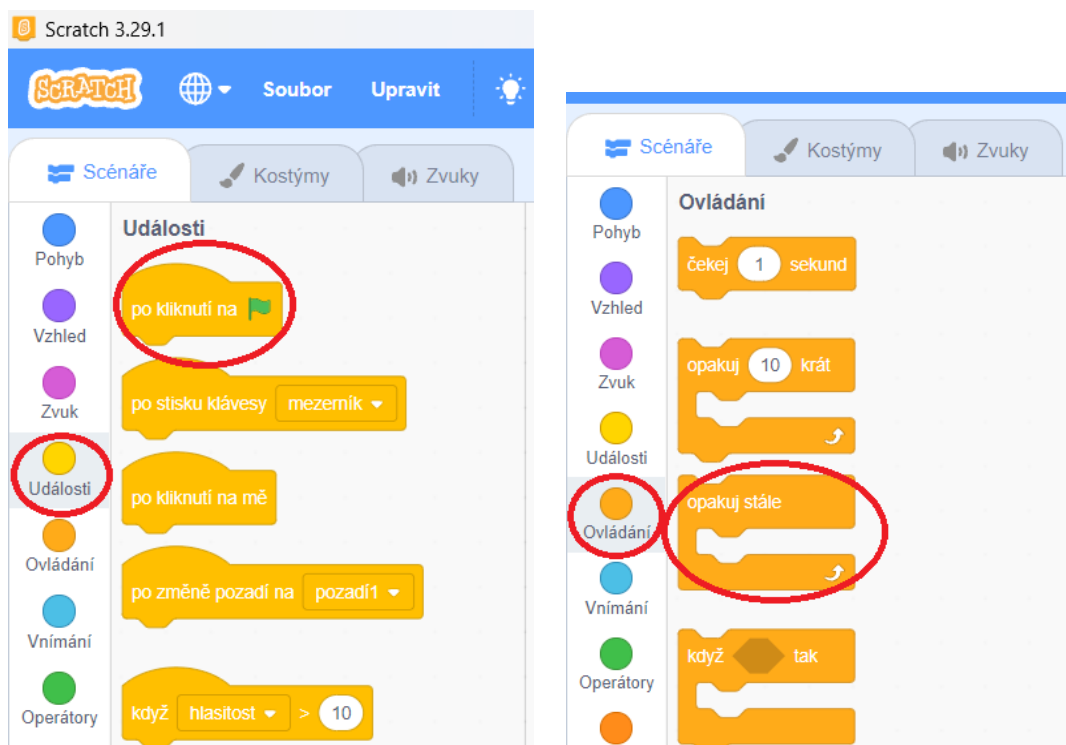 Scratch 3.29.1
SCRATCH Soubor Upravit
Scénáře Kostýmy Zvuky
Pohyb
Vzhled
Zvuk
Události
Ovládání
Vnímání
Operátory
Události
po kliknutí na
po stisku klávesy mezerník
po kliknutí na mě
po změně pozadí na pozadí1
když hlasitost > 10
Scénáře Kostýmy Zvuky
Pohyb
Vzhled
Zvuk
Události
Ovládání
Vnímání
Operátory
Ovládání
čekej 1 sekund
opakuj 10 krát
opakuj stále
když tak